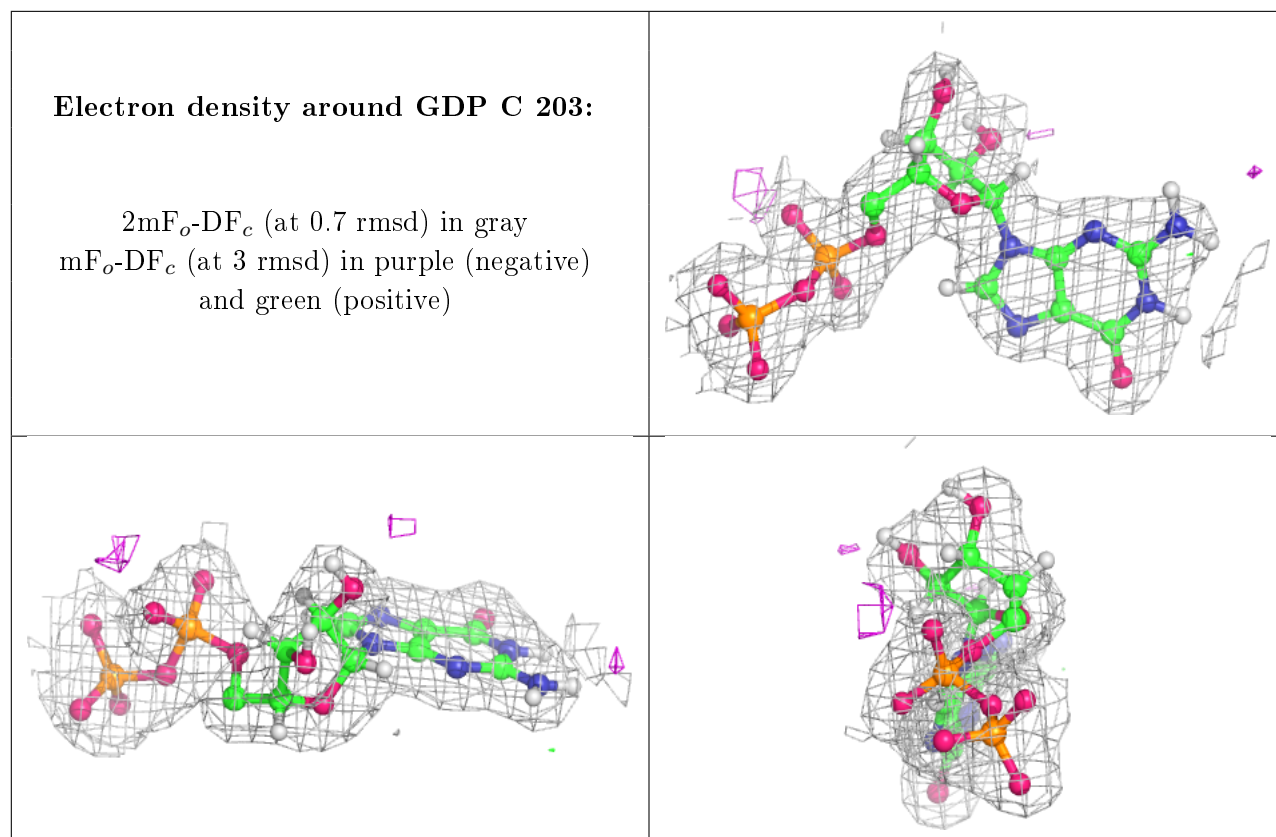 Electron density around GDP C 203:
2mFₒ-DF𝒸 (at 0.7 rmsd) in gray
mFₒ-DF𝒸 (at 3 rmsd) in purple (negative)
and green (positive)